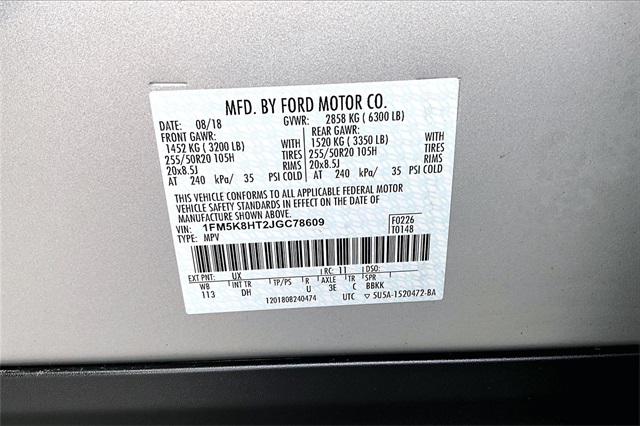 MFD. BY FORD MOTOR CO.
DATE: 08/18 GVWR: 2858 KG ( 6300 LB)
FRONT GAWR: REAR GAWR:
1452 KG ( 3200 LB) 1520 KG ( 3350 LB)
255/50R20 105H TIRES 255/50R20 105H TIRES
20x8.5J RIMS 20x8.5J RIMS
AT 240 kPa/ 35 PSI COLD AT 240 kPa/ 35 PSI COLD
THIS VEHICLE CONFORMS TO ALL APPLICABLE FEDERAL MOTOR
VEHICLE SAFETY STANDARDS IN EFFECT ON THE DATE OF
MANUFACTURE SHOWN ABOVE.
VIN: 1FM5K8HT2JGC78609 F0226
TYPE: MPV T0148
EXT PNT: UX RC: 11 DSO:
WB INT TR TP/PS R AXLE TR SPR
113 DH U 3E C BBKK
1201808240474 UTC ▽ 5U5A-1520472-BA